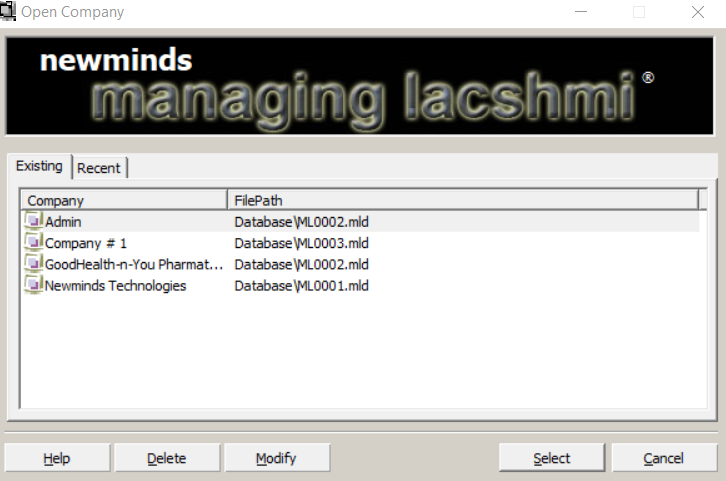 Open Company
newminds
managing lacshmi ®
Existing Recent
Company FilePath
Admin Database\ML0002.mld
Company # 1 Database\ML0003.mld
GoodHealth-n-You Pharmat... Database\ML0002.mld
Newminds Technologies Database\ML0001.mld
Help Delete Modify Select Cancel